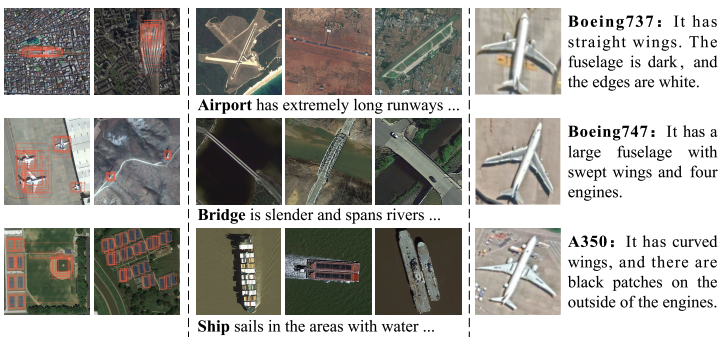 Airport has extremely long runways ...
Bridge is slender and spans rivers ...
Ship sails in the areas with water ...
Boeing737: It has
straight wings. The
fuselage is dark, and
the edges are white.
Boeing747: It has a
large fuselage with
swept wings and four
engines.
A350: It has curved
wings, and there are
black patches on the
outside of the engines.